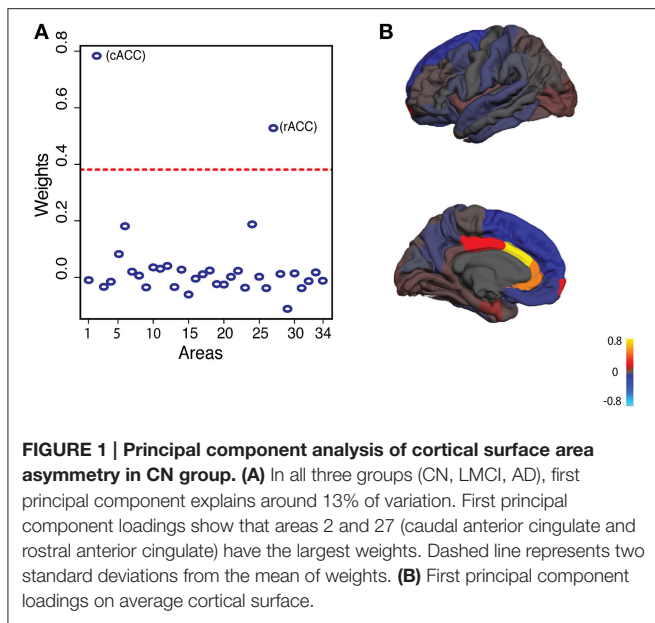 A
B
0.8
0.6
0.4
0.2
0.0
Weights
(cACC)
(rACC)
1 5 10 15 20 25 30 34
Areas
0.8
0
-0.8
FIGURE 1 | Principal component analysis of cortical surface area
asymmetry in CN group. (A) In all three groups (CN, LMCI, AD), first
principal component explains around 13% of variation. First principal
component loadings show that areas 2 and 27 (caudal anterior cingulate and
rostral anterior cingulate) have the largest weights. Dashed line represents two
standard deviations from the mean of weights. (B) First principal component
loadings on average cortical surface.